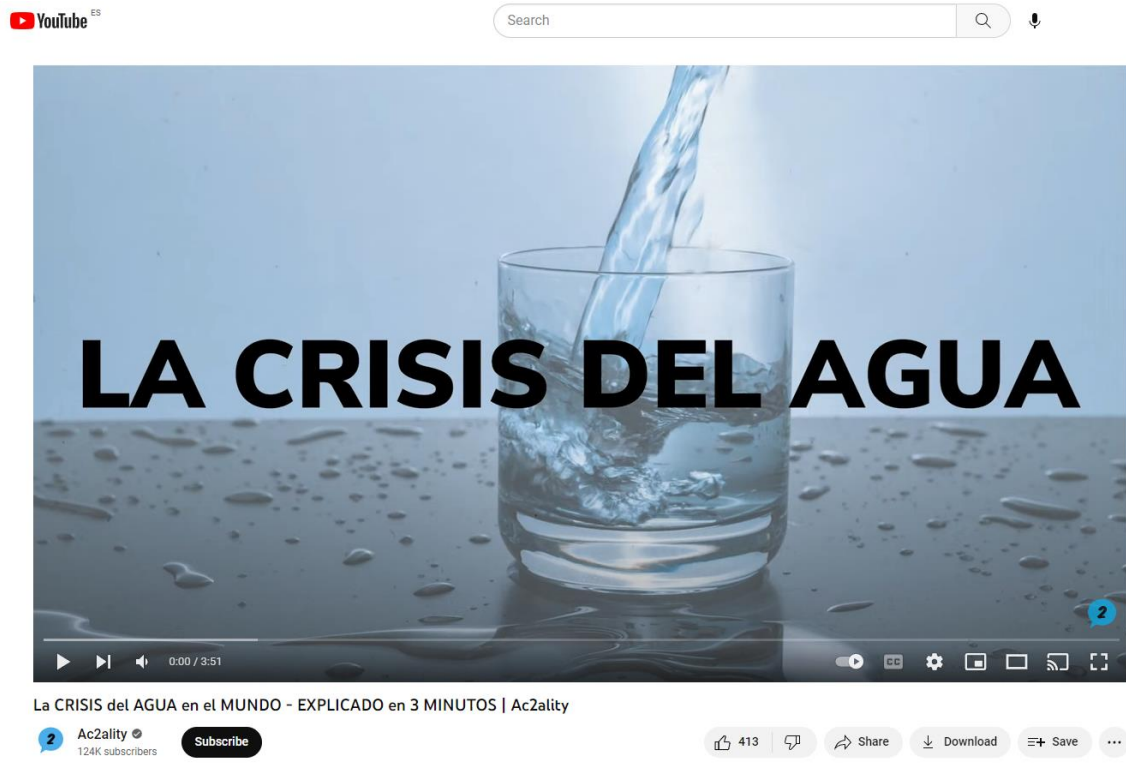 YouTube ES
Search
LA CRISIS DEL AGUA
2
0:00 / 3:51
CC
La CRISIS del AGUA en el MUNDO - EXPLICADO en 3 MINUTOS | Ac2ality
2
Ac2ality
124K subscribers
Subscribe
413
Share
Download
Save